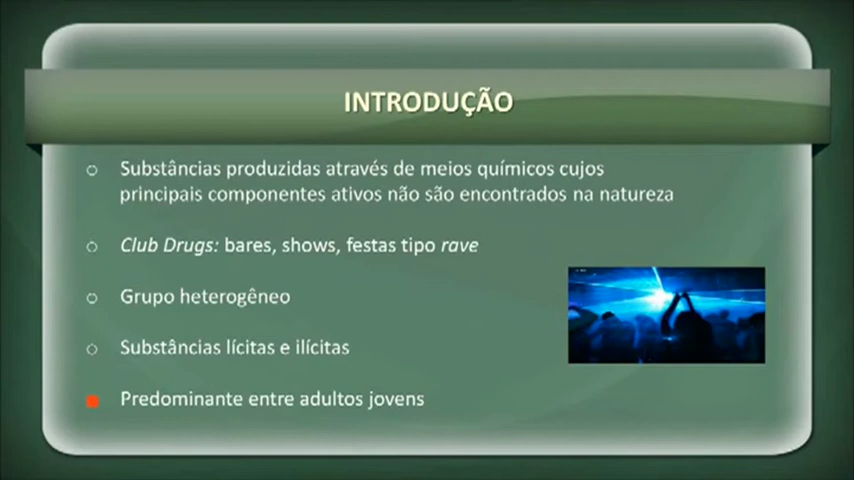 INTRODUÇÃO
Substâncias produzidas através de meios químicos cujos
principais componentes ativos não são encontrados na natureza
Club Drugs: bares, shows, festas tipo rave
Grupo heterogêneo
Substâncias lícitas e ilícitas
Predominante entre adultos jovens